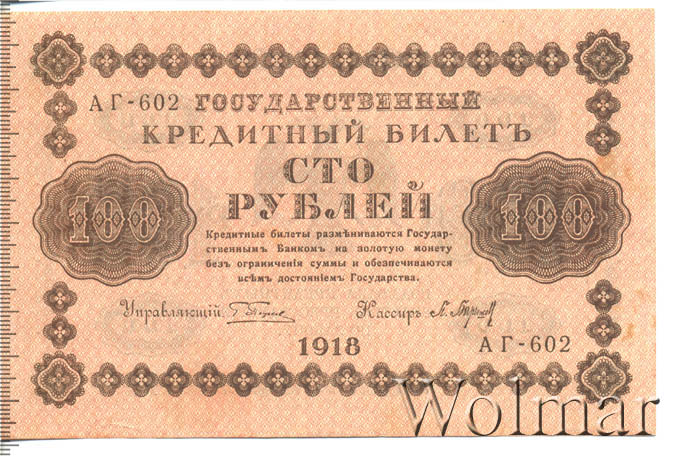 АГ-602 ГОСУДАРСТВЕННЫЙ
КРЕДИТНЫЙ БИЛЕТЪ
СТО
РУБЛЕЙ
100
100
Кредитные билеты размѣниваются Государ-
ственнымъ Банкомъ на золотую монету
безъ ограниченія суммы и обезпечиваются
всѣмъ достояніемъ Государства.
Управляющій
Кассиръ
1918
АГ-602
Wolmar